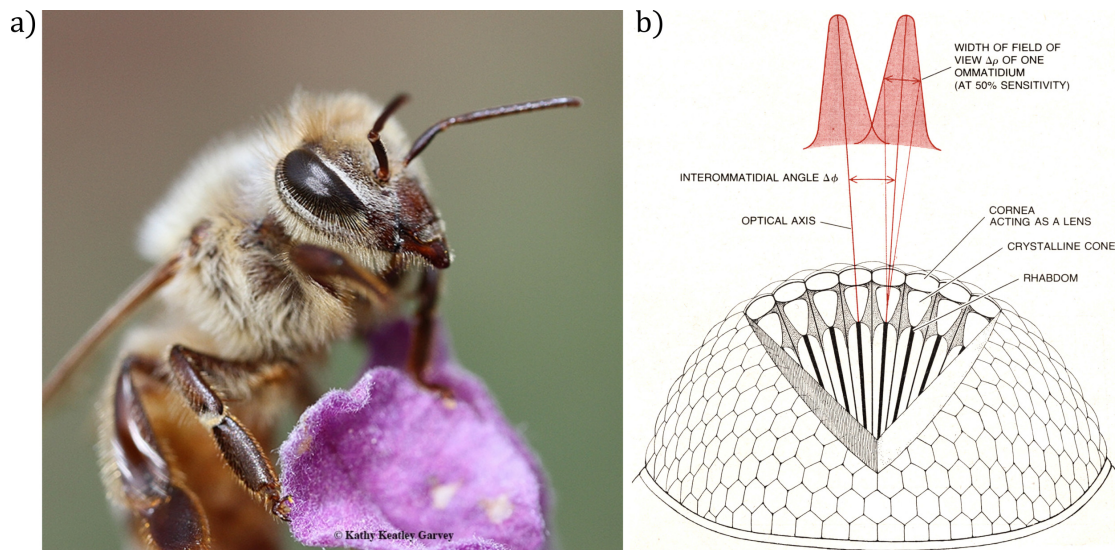 a)
© Kathy Keatley Garvey
b)
WIDTH OF FIELD OF
VIEW Δρ OF ONE
OMMATIDIUM
(AT 50% SENSITIVITY)
INTEROMMATIDIAL ANGLE Δϕ
OPTICAL AXIS
CORNEA
ACTING AS A LENS
CRYSTALLINE CONE
RHABDOM